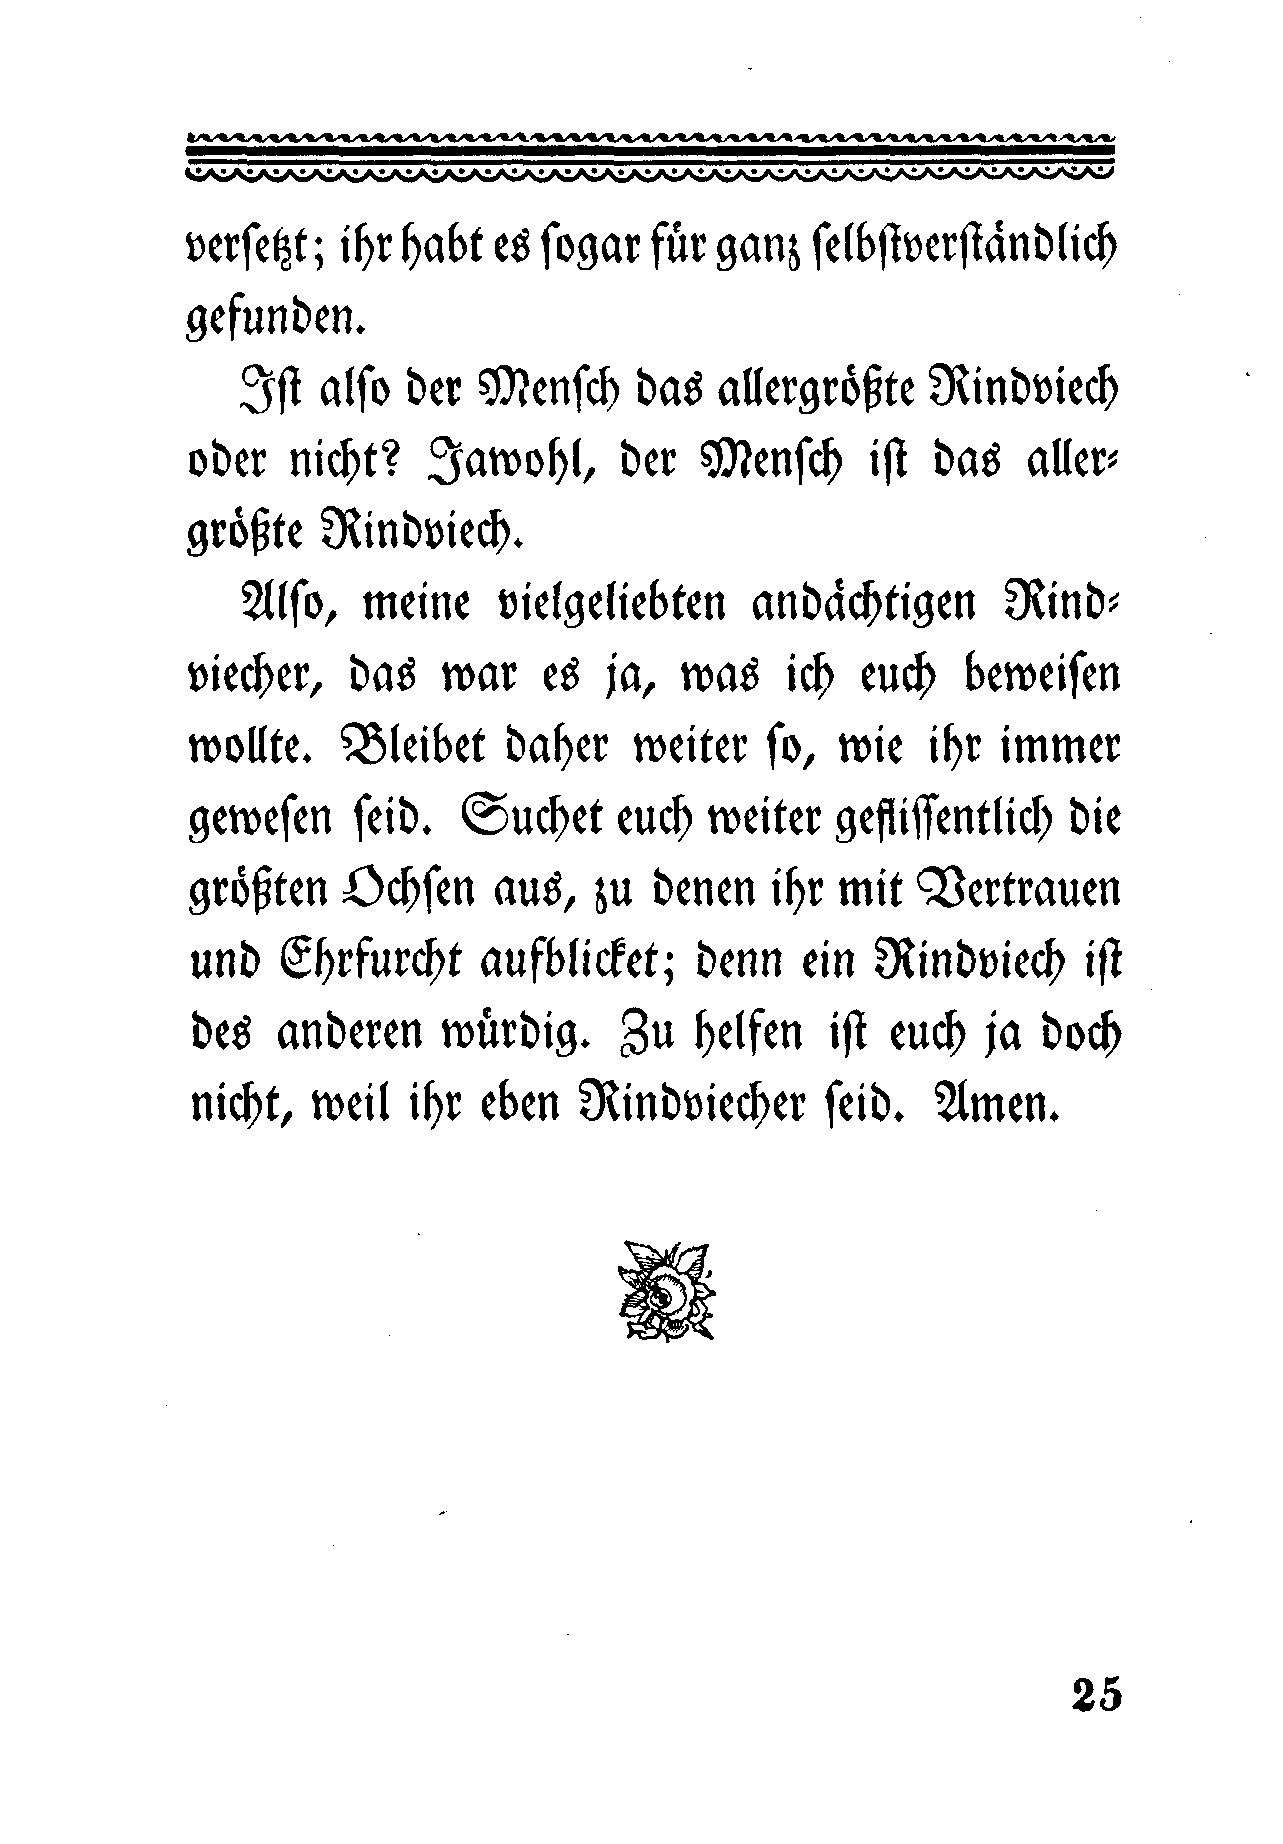 verſetzt; ihr habt es ſogar für ganz ſelbſtverſtändlich
gefunden.
Iſt alſo der Menſch das allergrößte Rindviech
oder nicht? Jawohl, der Menſch iſt das aller⸗
größte Rindviech.
Alſo, meine vielgeliebten andächtigen Rind⸗
viecher, das war es ja, was ich euch beweiſen
wollte. Bleibet daher weiter ſo, wie ihr immer
geweſen ſeid. Suchet euch weiter gefliſſentlich die
größten Ochſen aus, zu denen ihr mit Vertrauen
und Ehrfurcht aufblicket; denn ein Rindviech iſt
des anderen würdig. Zu helfen iſt euch ja doch
nicht, weil ihr eben Rindviecher ſeid. Amen.
25